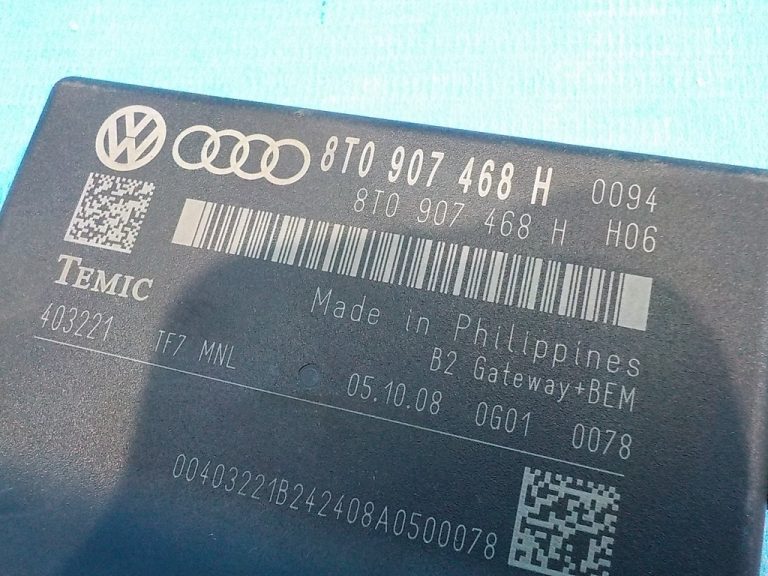 8T0 907 468 H 0094
8T0 907 468 H H06
TEMIC
Made in Philippines
403221 TF7 MNL
B2 Gateway+BEM
05.10.08 0G01 0078
00403221B242408A0500078